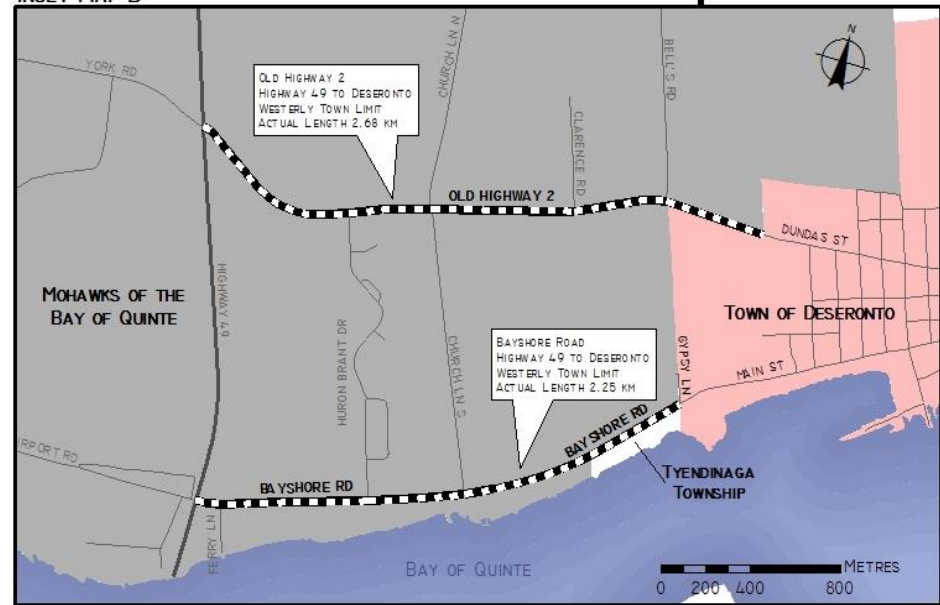 INSET MAP B
YORK RD
OLD HIGHWAY 2
HIGHWAY 49 TO DESERONTO
WESTERLY TOWN LIMIT
ACTUAL LENGTH 2.68 KM
CHURCH LN N
BELL'S RD
CLARENCE RD
OLD HIGHWAY 2
DUNDAS ST
HIGHWAY 49
MOHAWKS OF THE
BAY OF QUINTE
TOWN OF DESERONTO
HURON BRANT DR
CHURCH LN S
BAYSHORE ROAD
HIGHWAY 49 TO DESERONTO
WESTERLY TOWN LIMIT
ACTUAL LENGTH 2.25 KM
GYPSY LN
MAIN ST
IRPORT RD
BAYSHORE RD
BAYSHORE RD
TYENDINAGA
TOWNSHIP
FERRY LN
BAY OF QUINTE
METRES
0 200 400 800